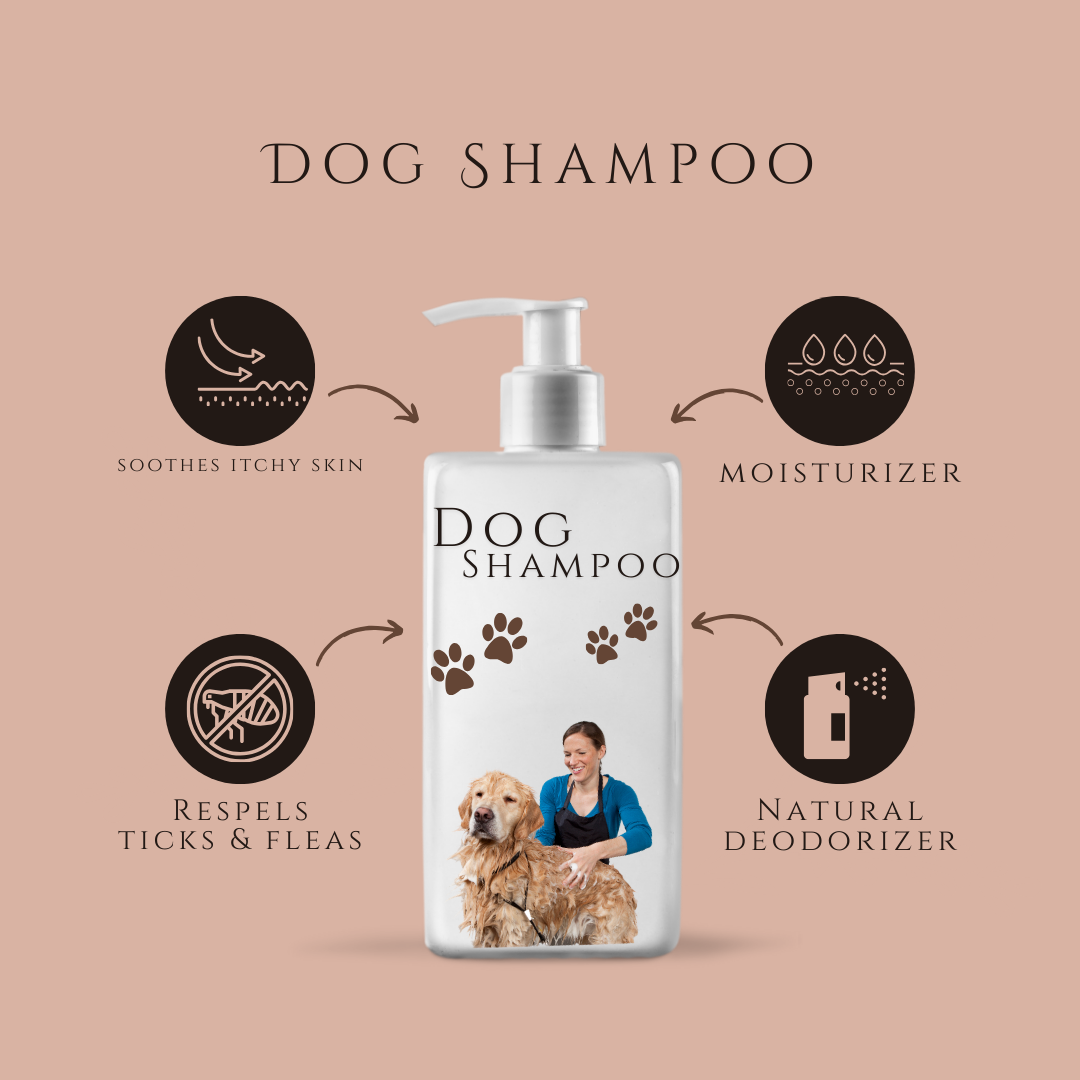 Dog Shampoo
SOOTHES ITCHY SKIN
MOISTURIZER
Dog
Shampoo
Respels
TICKS & FLEAS
Natural
DEODORIZER